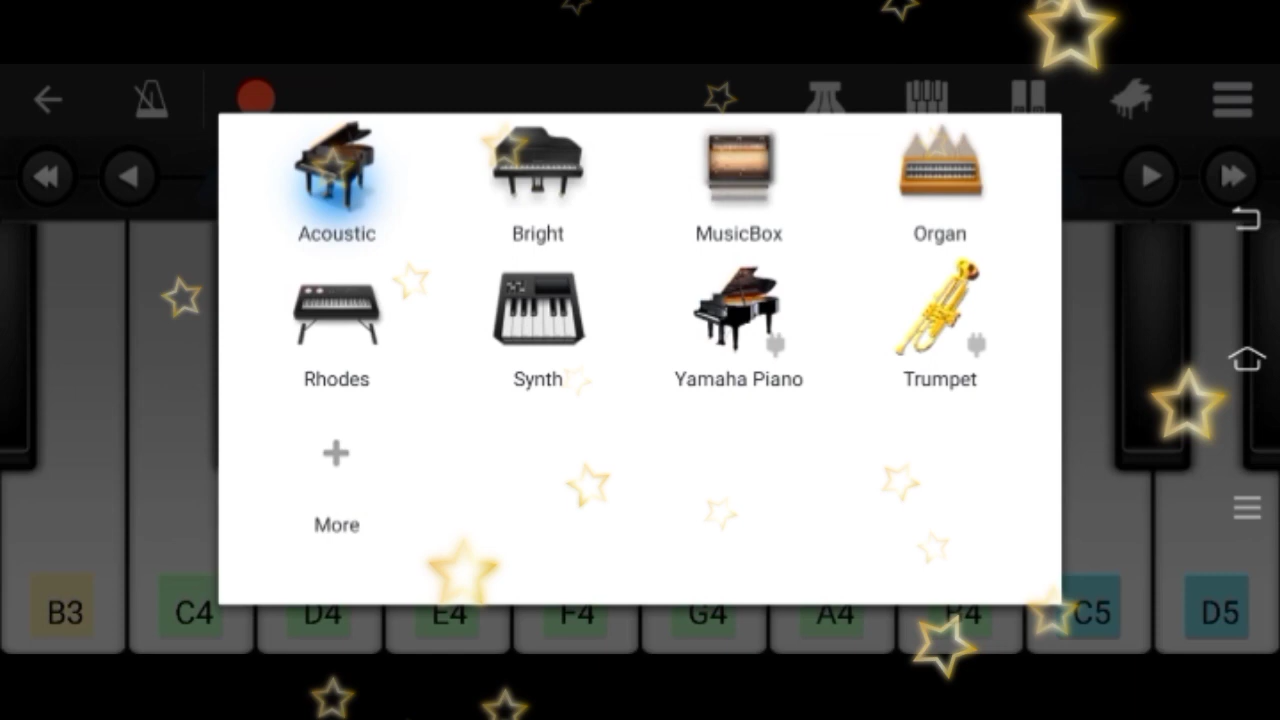 Acoustic Bright MusicBox Organ
Rhodes Synth Yamaha Piano Trumpet
More
B3 C4 D4 E4 F4 G4 A4 B4 C5 D5